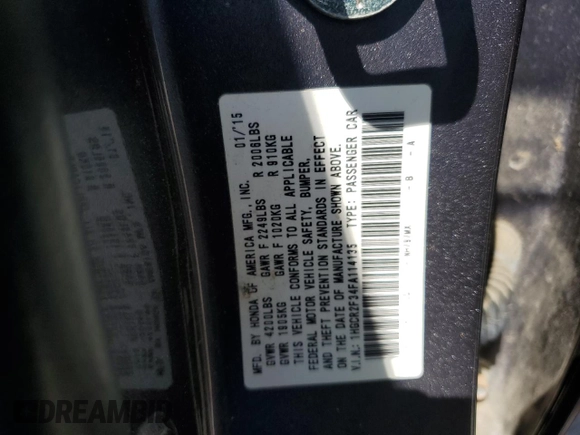 MFD. BY HONDA OF AMERICA MFG., INC. 01/15
GVWR 4200LBS GAWR F 2249LBS R 2006LBS
GVWR 1905KG GAWR F 1020KG R 910KG
THIS VEHICLE CONFORMS TO ALL APPLICABLE
FEDERAL MOTOR VEHICLE SAFETY, BUMPER,
AND THEFT PREVENTION STANDARDS IN EFFECT
ON THE DATE OF MANUFACTURE SHOWN ABOVE.
V.I.N.: 1HGCR2F34FA114135 TYPE: PASSENGER CAR
B A
DREAMBID